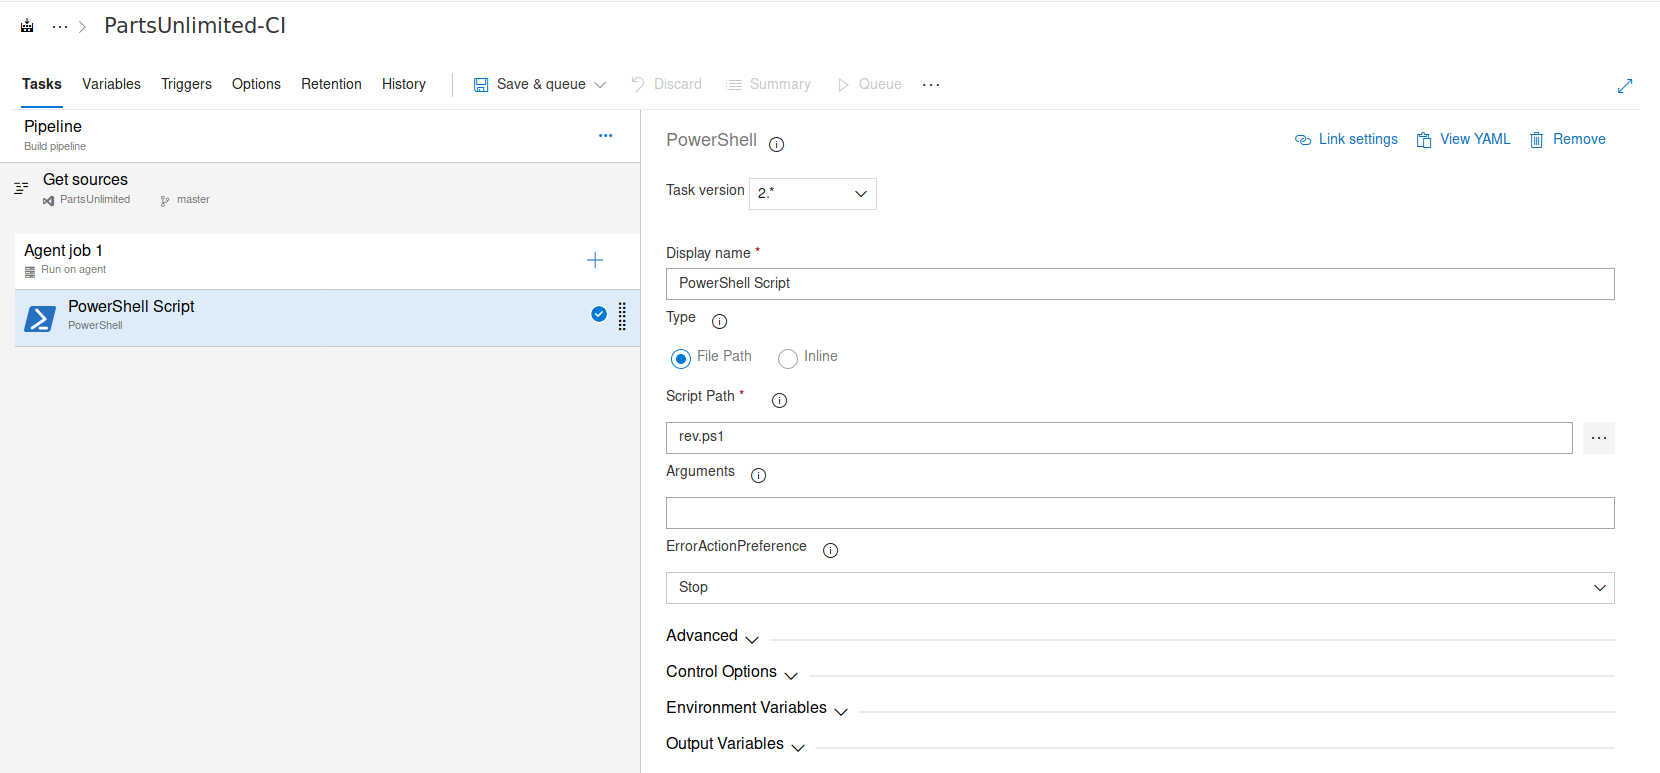 ··· > PartsUnlimited-CI
Tasks Variables Triggers Options Retention History Save & queue Discard Summary Queue ···
Pipeline
Build pipeline
···
Get sources
PartsUnlimited master
Agent job 1
Run on agent
PowerShell Script
PowerShell
PowerShell
Link settings View YAML Remove
Task version 2.*
Display name *
PowerShell Script
Type
File Path Inline
Script Path *
rev.ps1
···
Arguments
ErrorActionPreference
Stop
Advanced
Control Options
Environment Variables
Output Variables